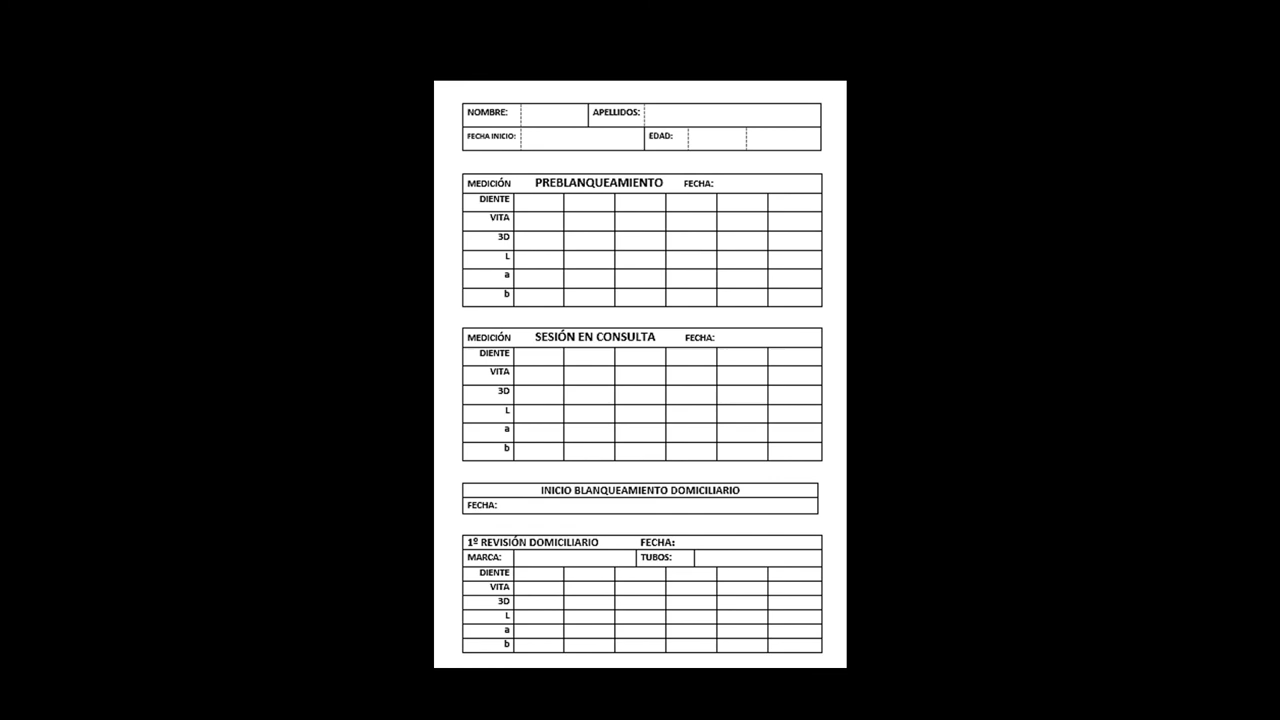 NOMBRE: APELLIDOS:
FECHA INICIO: EDAD:
MEDICIÓN PREBLANQUEAMIENTO FECHA:
DIENTE
VITA
3D
L
a
b
MEDICIÓN SESIÓN EN CONSULTA FECHA:
DIENTE
VITA
3D
L
a
b
INICIO BLANQUEAMIENTO DOMICILIARIO
FECHA:
1º REVISIÓN DOMICILIARIO FECHA:
MARCA: TUBOS:
DIENTE
VITA
3D
L
a
b